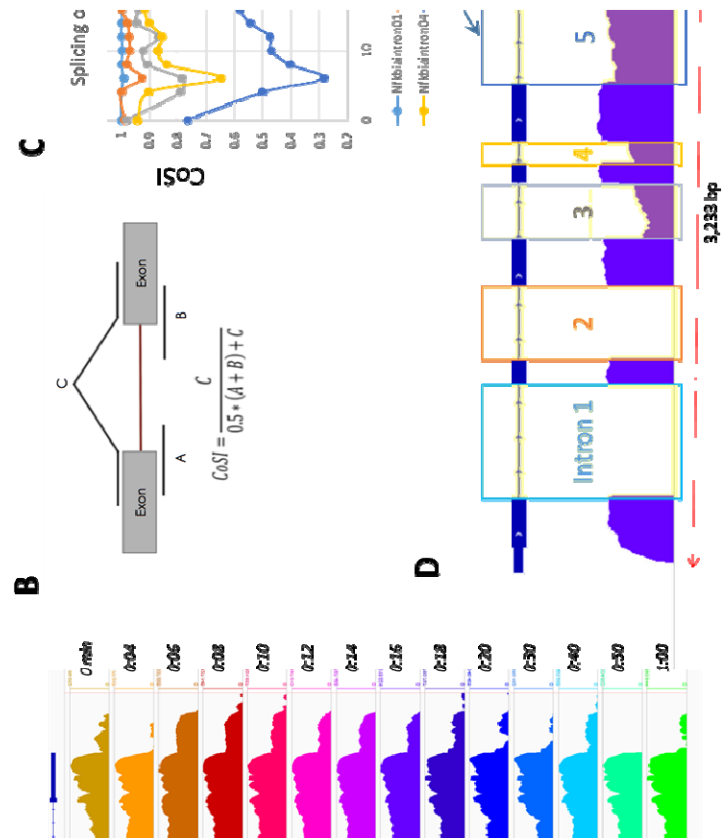 B
0 min
0:04
0:06
0:08
0:10
0:12
0:14
0:16
0:18
0:20
0:30
0:40
0:50
1:00
C
Exon
Exon
A
B
CoSI = C / 0.5 * (A + B) + C
C
Splicing o
CoSI
1
0.9
0.8
0.7
0.6
0.5
0.4
0.3
0.2
0
10
NfkbiaIntron01-
NfkbiaIntron04-
D
Intron 1
2
3
4
5
3,233 bp